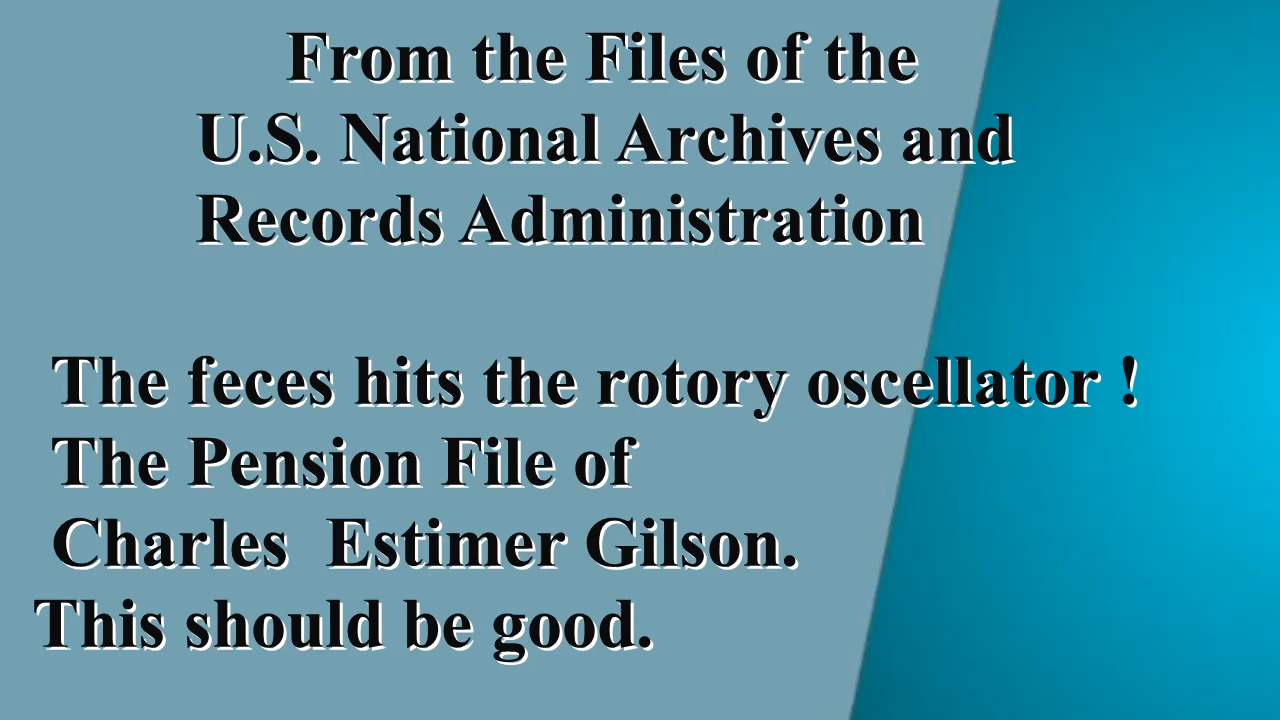 From the Files of the
U.S. National Archives and
Records Administration
The feces hits the rotory oscellator !
The Pension File of
Charles  Estimer Gilson.
This should be good.